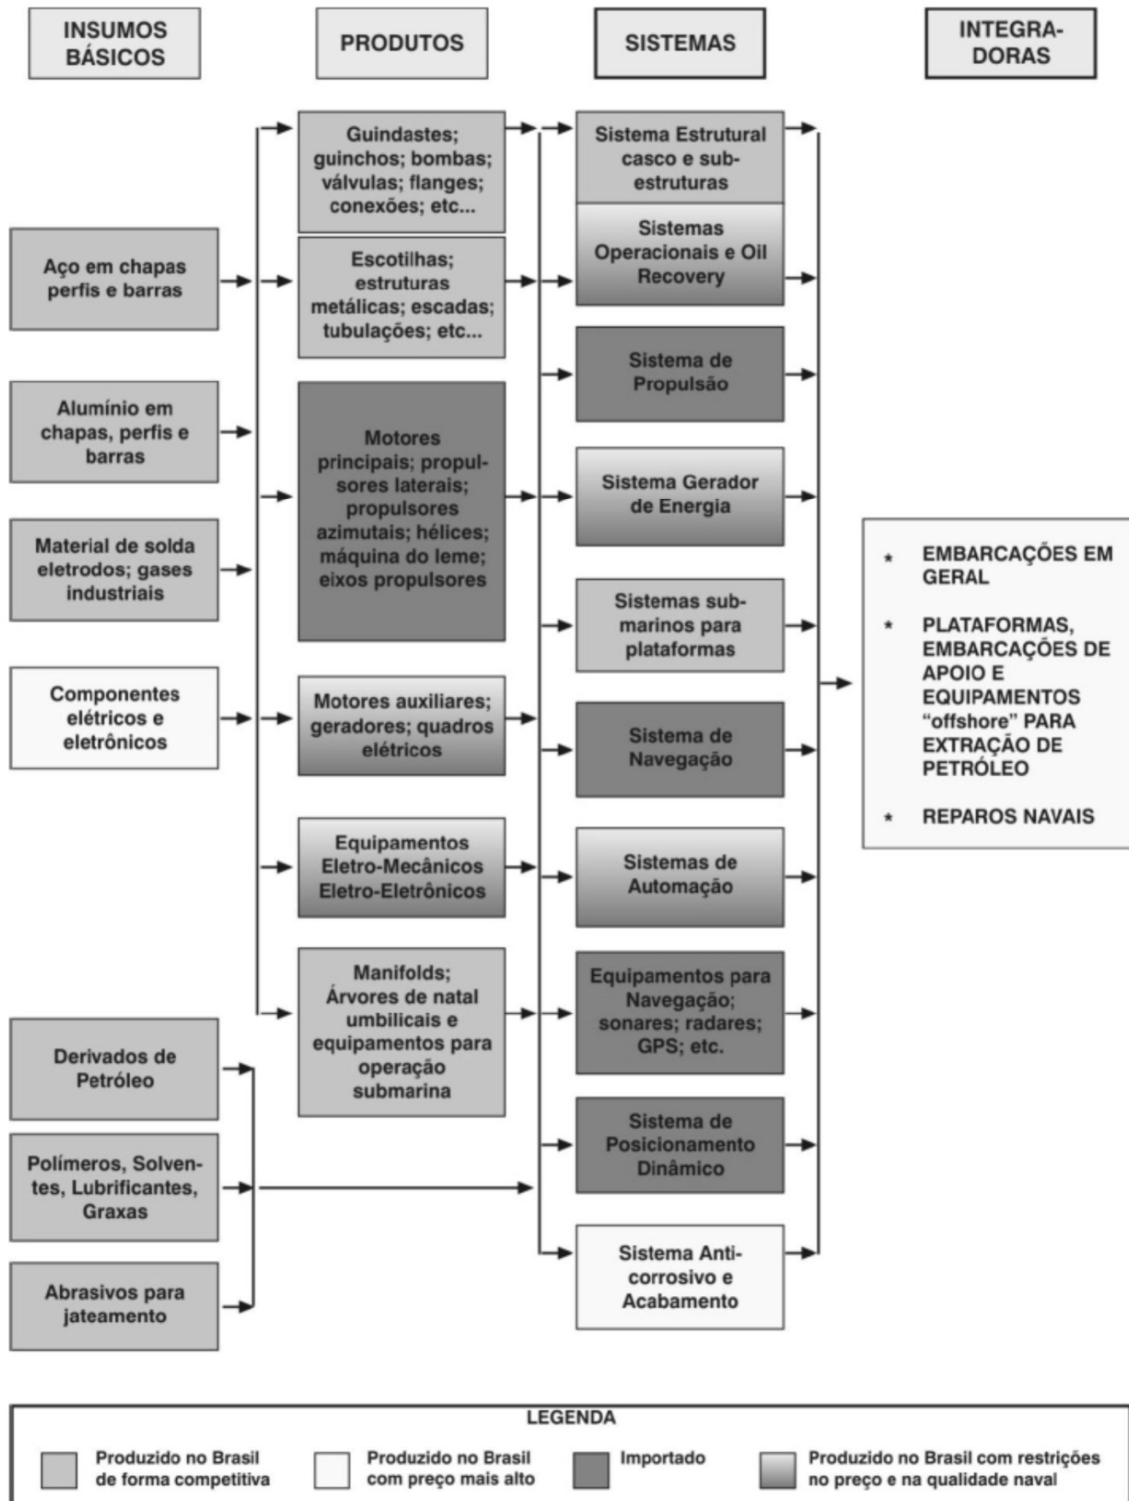 INSUMOS
BÁSICOS
PRODUTOS
SISTEMAS
INTEGRA-
DORAS
Aço em chapas
perfis e barras
Alumínio em
chapas, perfis e
barras
Material de solda
eletrodos; gases
industriais
Componentes
elétricos e
eletrônicos
Derivados de
Petróleo
Polímeros, Solven-
tes, Lubrificantes,
Graxas
Abrasivos para
jateamento
Guindastes;
guinchos; bombas;
válvulas; flanges;
conexões; etc...
Escotilhas;
estruturas
metálicas; escadas;
tubulações; etc...
Motores
principais; propul-
sores laterais;
propulsores
azimutais; hélices;
máquina do leme;
eixos propulsores
Motores auxiliares;
geradores; quadros
elétricos
Equipamentos
Eletro-Mecânicos
Eletro-Eletrônicos
Manifolds;
Árvores de natal
umbilicais e
equipamentos para
operação
submarina
Sistema Estrutural
casco e sub-
estruturas
Sistemas
Operacionais e Oil
Recovery
Sistema de
Propulsão
Sistema Gerador
de Energia
Sistemas sub-
marinos para
plataformas
Sistema de
Navegação
Sistemas de
Automação
Equipamentos para
Navegação;
sonares; radares;
GPS; etc.
Sistema de
Posicionamento
Dinâmico
Sistema Anti-
corrosivo e
Acabamento
* EMBARCAÇÕES EM
GERAL
* PLATAFORMAS,
EMBARCAÇÕES DE
APOIO E
EQUIPAMENTOS
“offshore” PARA
EXTRAÇÃO DE
PETRÓLEO
* REPAROS NAVAIS
LEGENDA
Produzido no Brasil
de forma competitiva
Produzido no Brasil
com preço mais alto
Importado
Produzido no Brasil com restrições
no preço e na qualidade naval